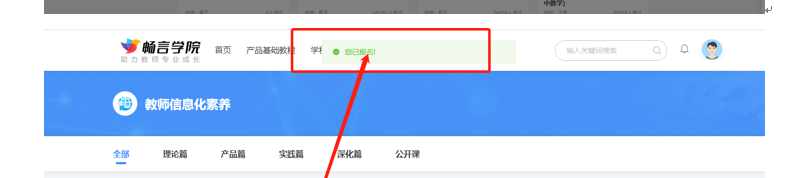 中数学)
畅言学院
助力教师专业成长
首页
产品基础教程
您已报名!
输入关键词搜索
教师信息化素养
全部
理论篇
产品篇
实践篇
深化篇
公开课